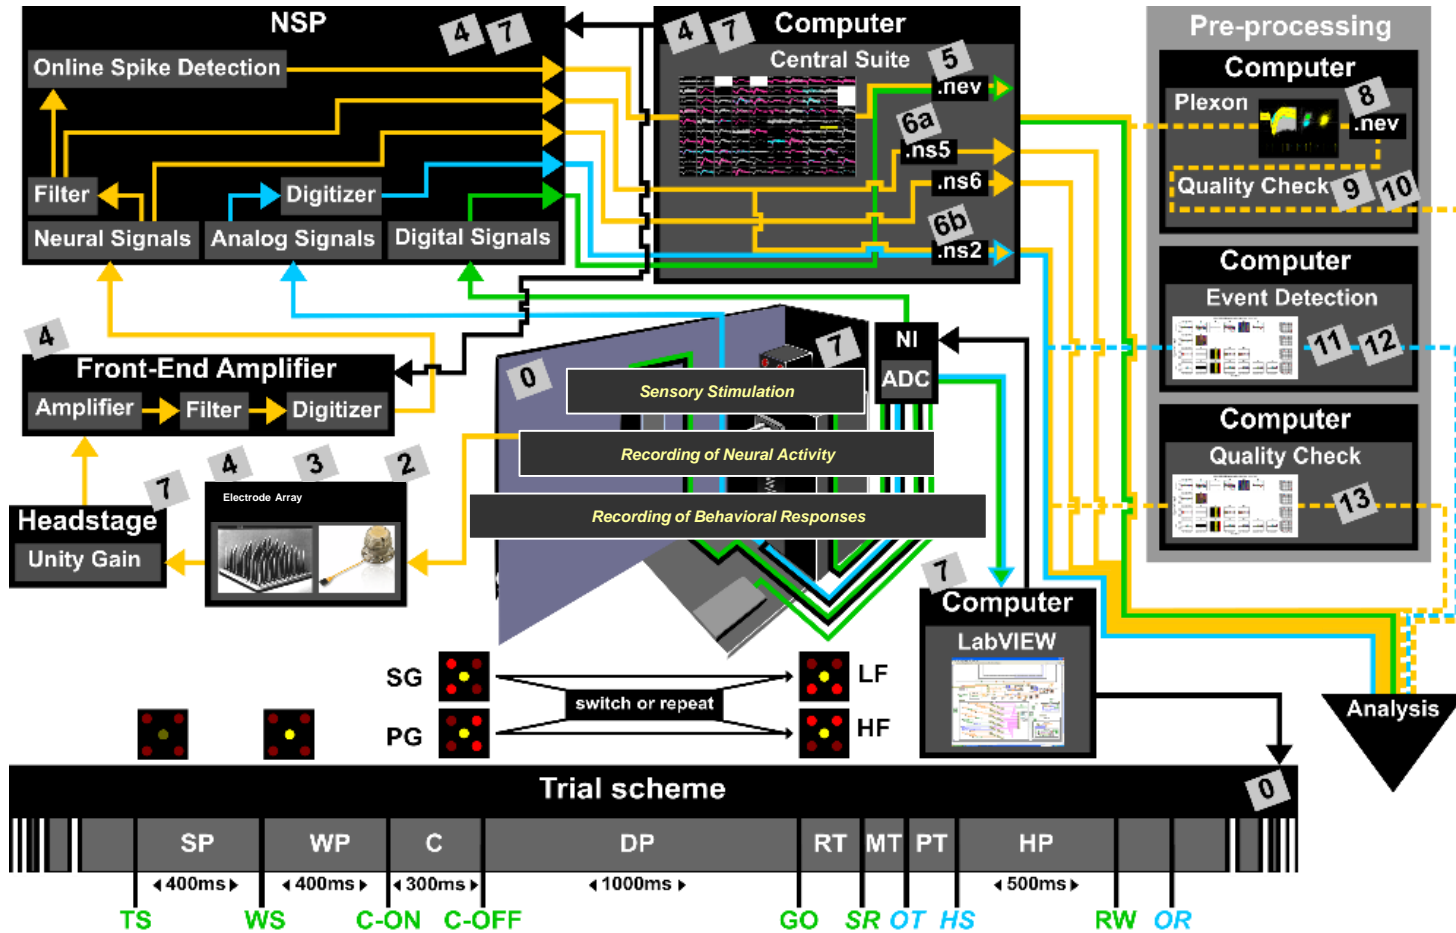 NSP
4 7
Online Spike Detection
Filter
Digitizer
Neural Signals
Analog Signals
Digital Signals
Computer
4 7
Central Suite
5
.nev
6a
.ns5
.ns6
6b
.ns2
Pre-processing
Computer
Plexon
8
.nev
Quality Check
9 10
Computer
Event Detection
11 12
Computer
Quality Check
13
4
Front-End Amplifier
Amplifier
Filter
Digitizer
7
Headstage
Unity Gain
4 3 2
Electrode Array
0
7
Sensory Stimulation
Recording of Neural Activity
Recording of Behavioral Responses
NI
ADC
7
Computer
LabVIEW
SG
LF
switch or repeat
PG
HF
Analysis
Trial scheme
0
SP WP C DP RT MT PT HP
400ms 400ms 300ms 1000ms 500ms
TS WS C-ON C-OFF GO SR OT HS RW OR